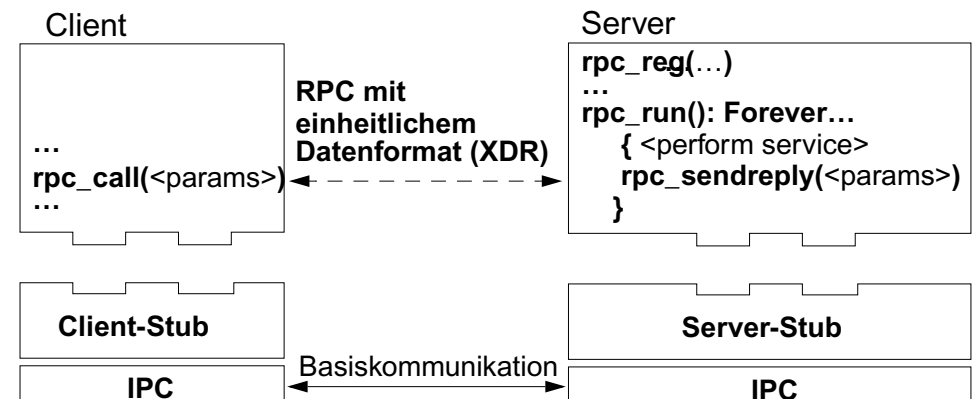 Client
Server
…
rpc_call(<params>)
…
RPC mit
einheitlichem
Datenformat (XDR)
rpc_reg(…)
…
rpc_run(): Forever…
{ <perform service>
rpc_sendreply(<params>)
}
Client-Stub
Server-Stub
IPC
Basiskommunikation
IPC